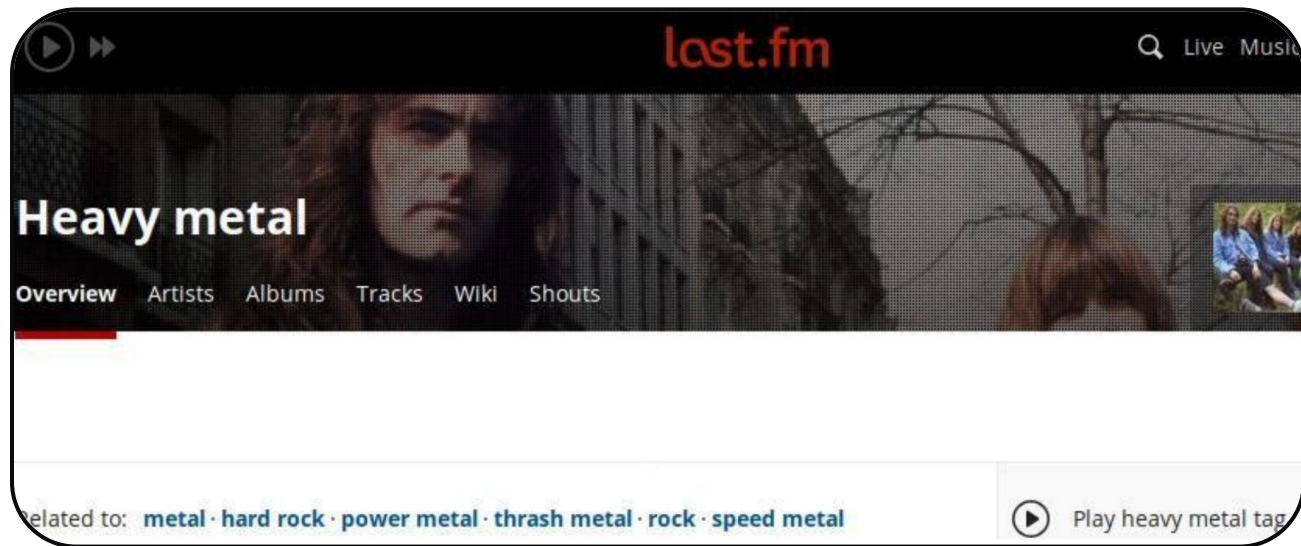 last.fm
Live Music
Heavy metal
Overview Artists Albums Tracks Wiki Shouts
Related to: metal · hard rock · power metal · thrash metal · rock · speed metal
Play heavy metal tag